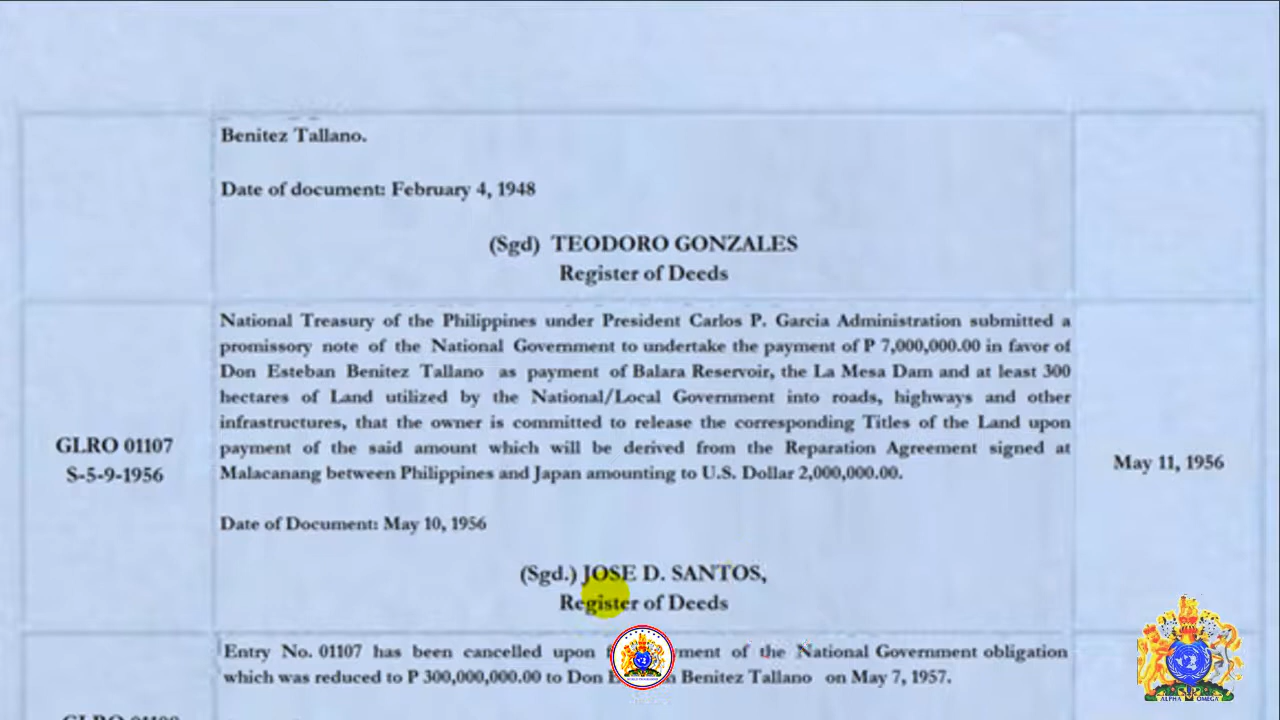 Benitez Tallano.
Date of document: February 4, 1948
(Sgd) TEODORO GONZALES
Register of Deeds
National Treasury of the Philippines under President Carlos P. Garcia Administration submitted a
promissory note of the National Government to undertake the payment of P 7,000,000.00 in favor of
Don Esteban Benitez Tallano as payment of Balara Reservoir, the La Mesa Dam and at least 300
hectares of Land utilized by the National/Local Government into roads, highways and other
infrastructures, that the owner is committed to release the corresponding Titles of the Land upon
payment of the said amount which will be derived from the Reparation Agreement signed at
Malacanang between Philippines and Japan amounting to U.S. Dollar 2,000,000.00.
GLRO 01107
S-5-9-1956
May 11, 1956
Date of Document: May 10, 1956
(Sgd.) JOSE D. SANTOS,
Register of Deeds
Entry No. 01107 has been cancelled upon of the National Government obligation
which was reduced to P 300,000,000.00 to Don Benitez Tallano on May 7, 1957.
ALPHA OMEGA